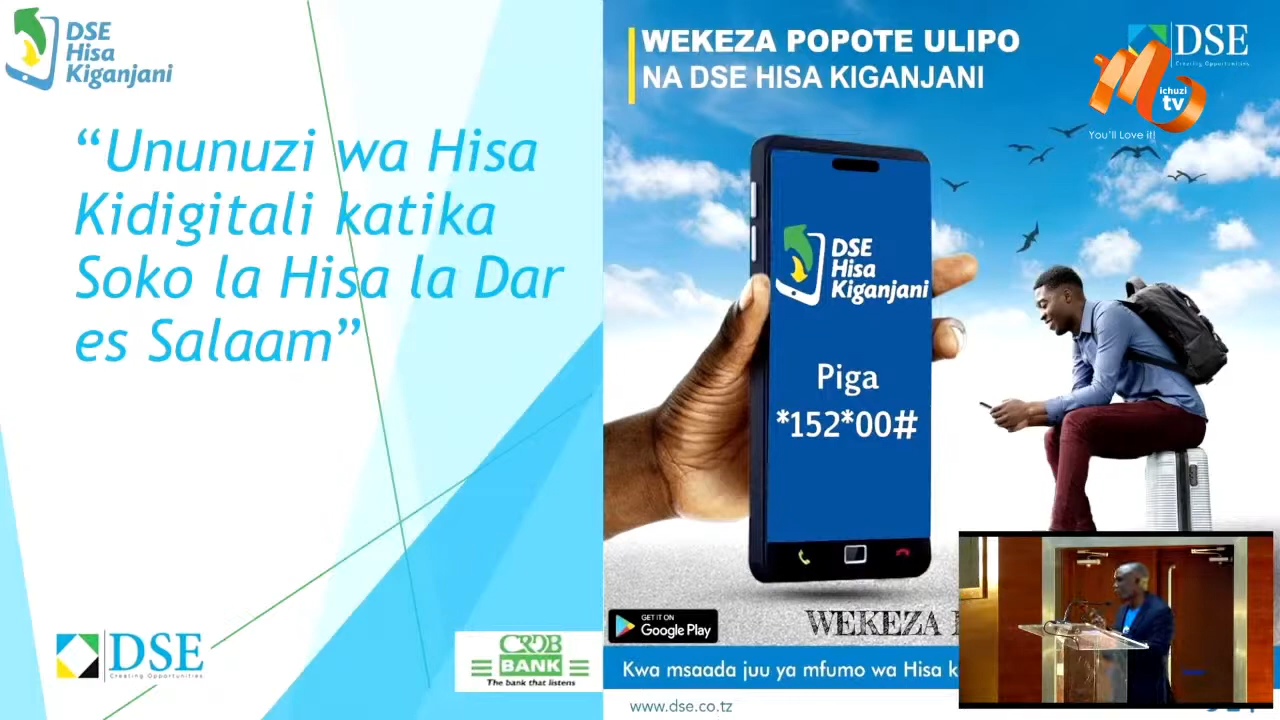 DSE
Hisa
Kiganjani
“Ununuzi wa Hisa
Kidigitali katika
Soko la Hisa la Dar
es Salaam”
DSE
Creating Opportunities
CRDB
BANK
The bank that listens
WEKEZA POPOTE ULIPO
NA DSE HISA KIGANJANI
DSE
Creating Opportunities
Michuzi
tv
You'll Love it!
DSE
Hisa
Kiganjani
Piga
*152*00#
GET IT ON
Google Play
WEKEZA
Kwa msaada juu ya mfumo wa Hisa
www.dse.co.tz